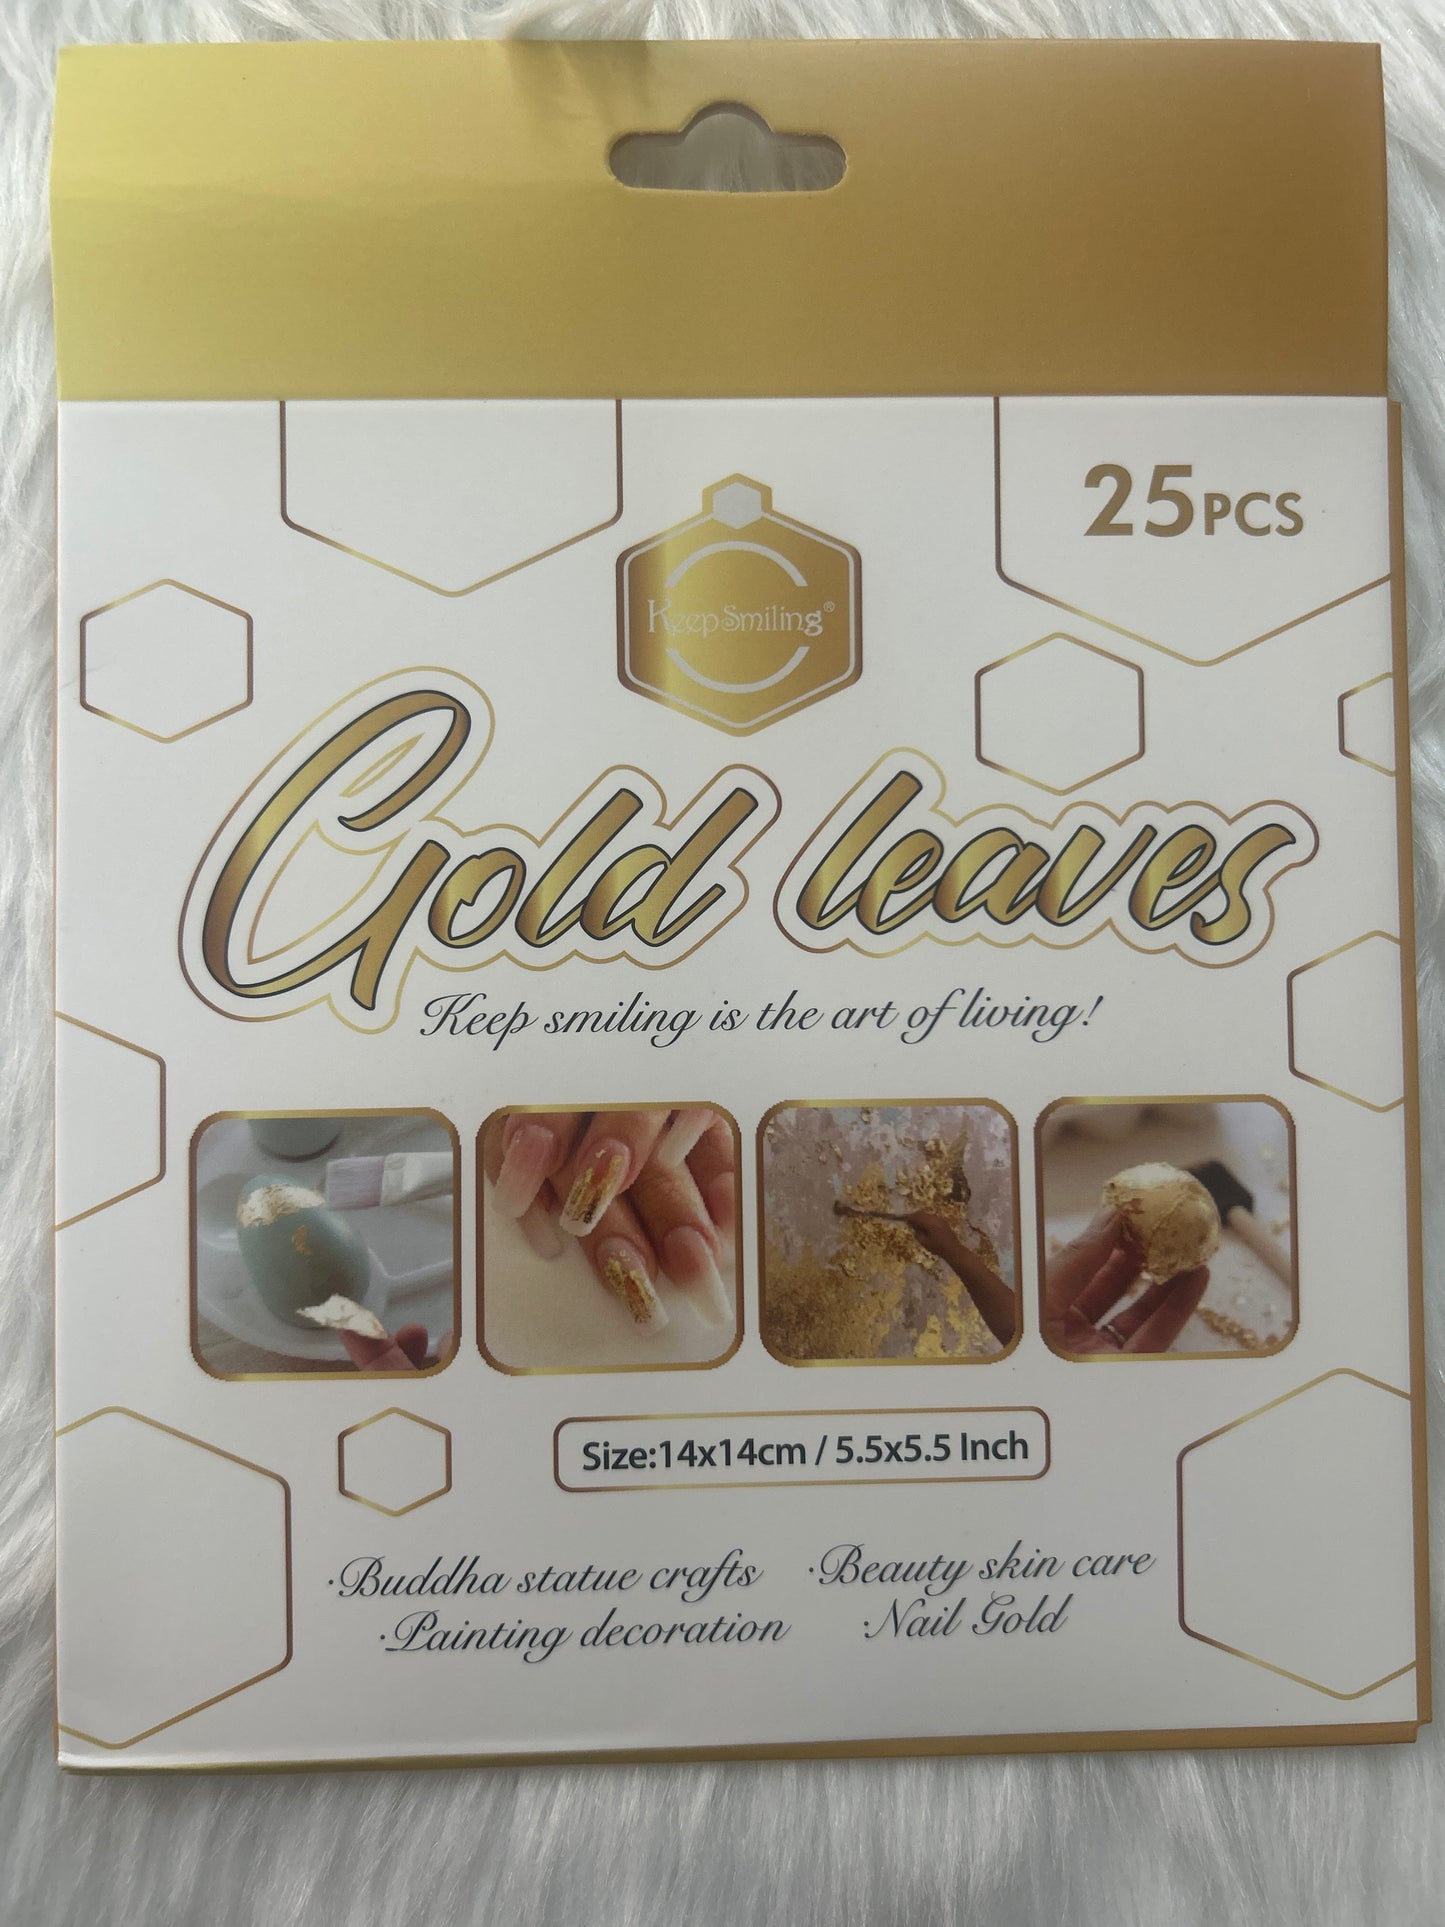 25PCS
KeepSmiling®
Gold leaves
Keep smiling is the art of living!
Size:14x14cm / 5.5x5.5 Inch
·Buddha statue crafts ·Beauty skin care
·Painting decoration ·Nail Gold